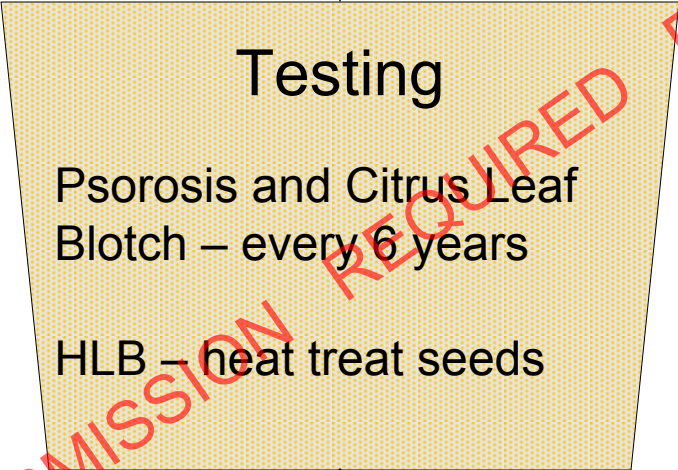 Testing
Psorosis and Citrus Leaf
Blotch – every 6 years
HLB – heat treat seeds
MISSION REQUIRED